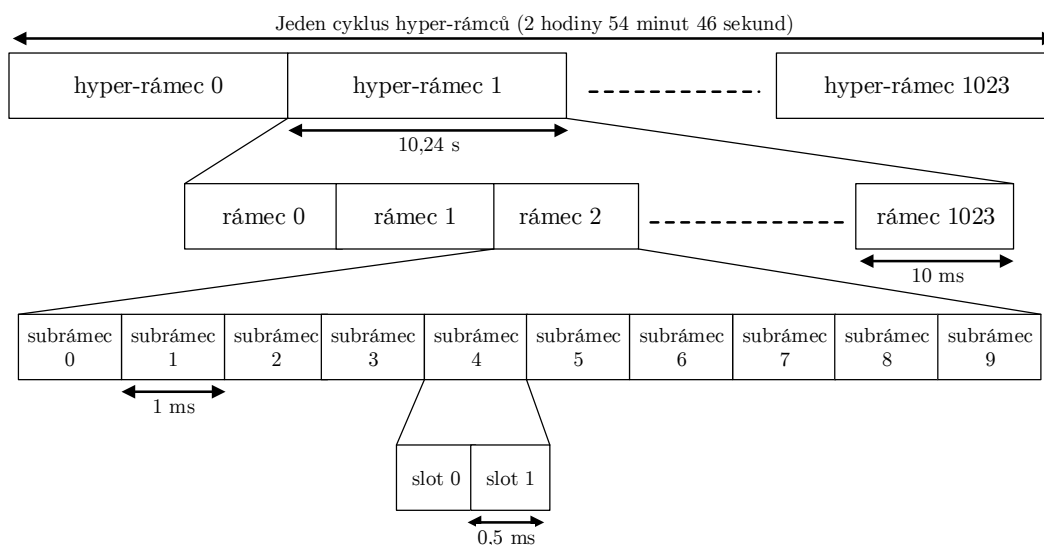 Jeden cyklus hyper-rámců (2 hodiny 54 minut 46 sekund)
hyper-rámec 0
hyper-rámec 1
hyper-rámec 1023
10,24 s
rámec 0
rámec 1
rámec 2
rámec 1023
10 ms
subrámec
0
subrámec
1
subrámec
2
subrámec
3
subrámec
4
subrámec
5
subrámec
6
subrámec
7
subrámec
8
subrámec
9
1 ms
slot 0
slot 1
0,5 ms